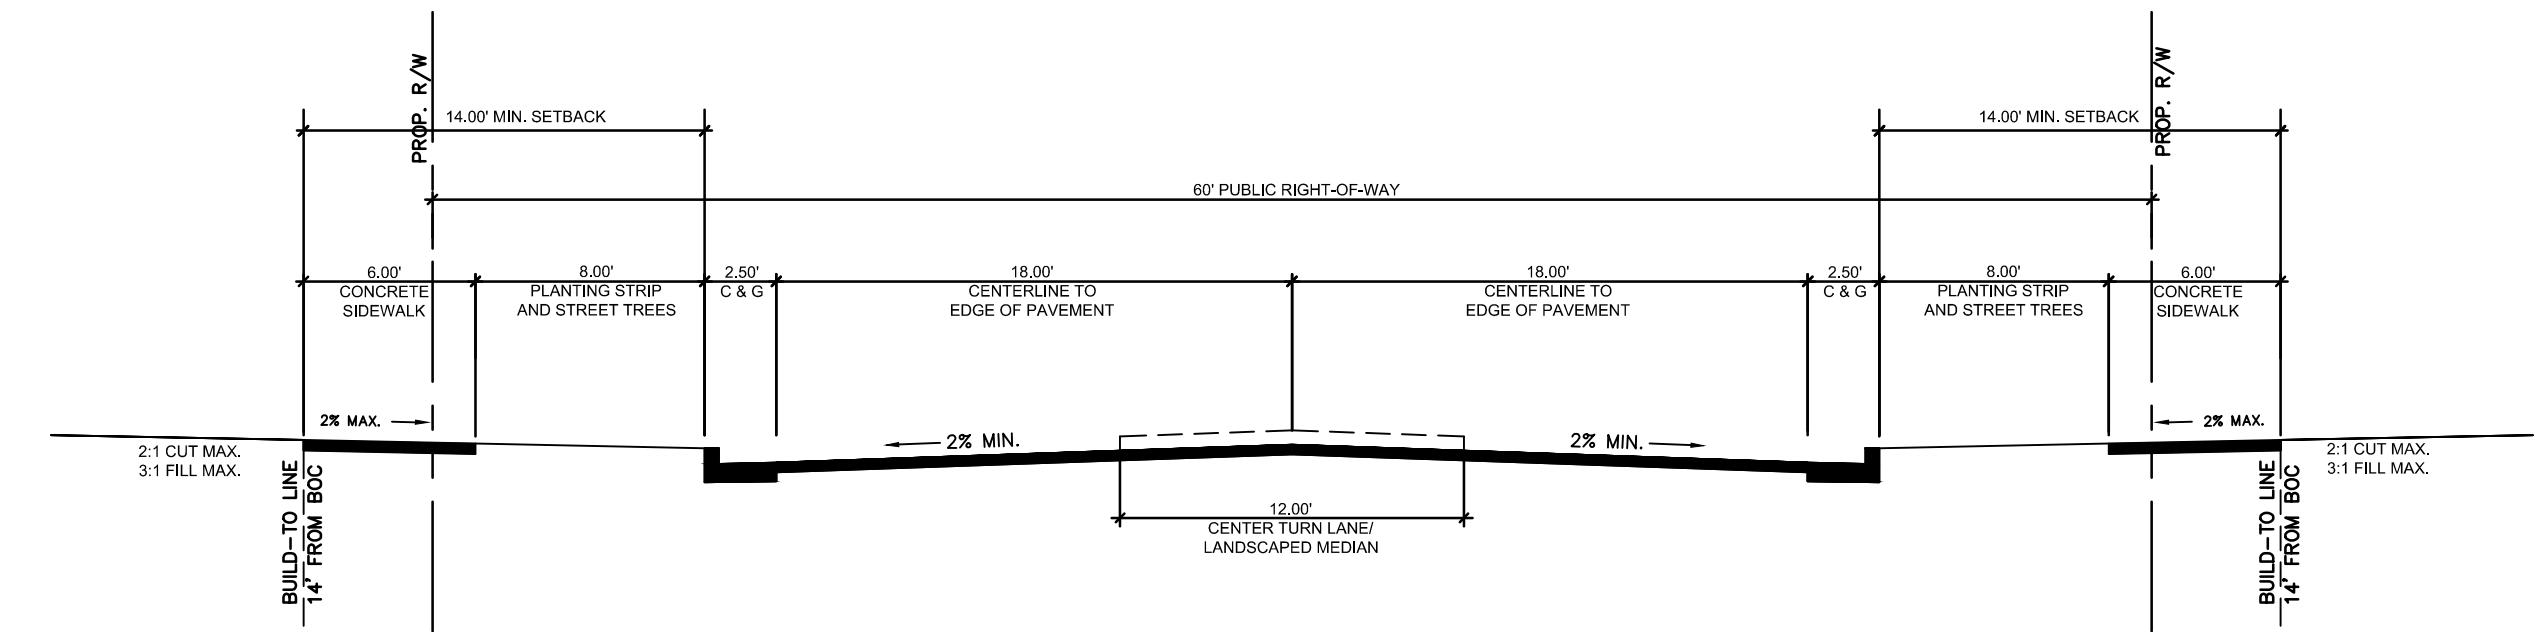 PROP. R/W
PROP. R/W
14.00' MIN. SETBACK
14.00' MIN. SETBACK
60' PUBLIC RIGHT-OF-WAY
6.00'
CONCRETE
SIDEWALK
8.00'
PLANTING STRIP
AND STREET TREES
2.50'
C & G
18.00'
CENTERLINE TO
EDGE OF PAVEMENT
18.00'
CENTERLINE TO
EDGE OF PAVEMENT
2.50'
C & G
8.00'
PLANTING STRIP
AND STREET TREES
6.00'
CONCRETE
SIDEWALK
2% MAX.
2% MIN.
2% MIN.
2% MAX.
2:1 CUT MAX.
3:1 FILL MAX.
2:1 CUT MAX.
3:1 FILL MAX.
BUILD-TO LINE
14' FROM BOC
12.00'
CENTER TURN LANE/
LANDSCAPED MEDIAN
BUILD-TO LINE
14' FROM BOC